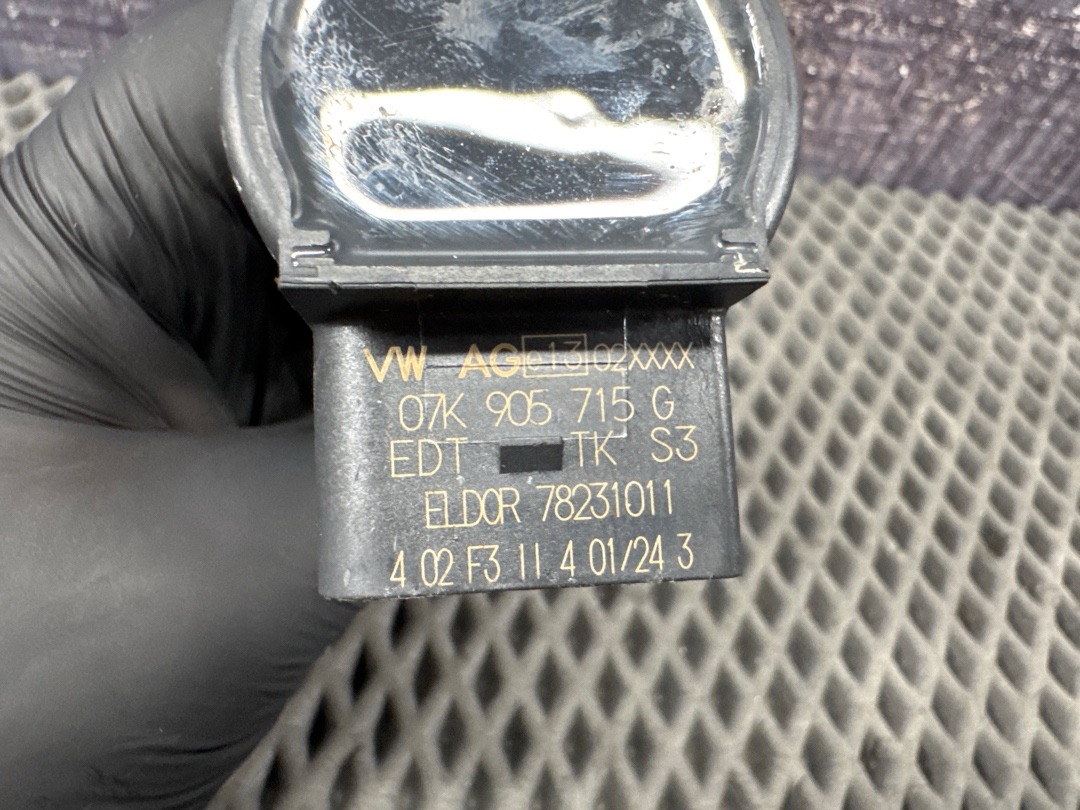 VW AG e13 02XXXX
07K 905 715 G
EDT TK S3
ELDOR 78231011
4 02 F3 II 4 01/24 3